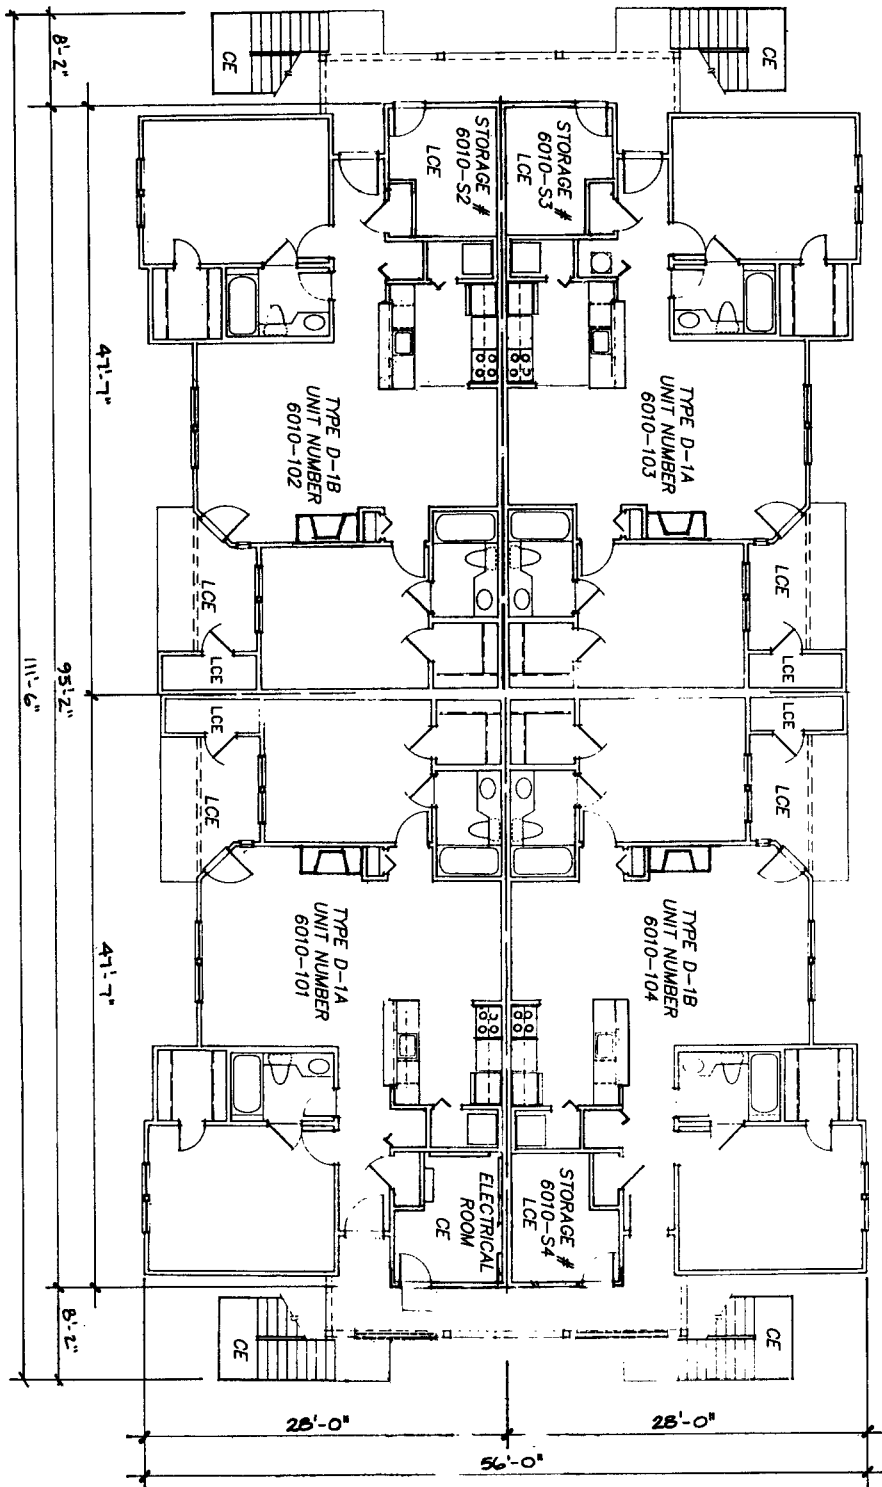 CE
CE
8'-2"
STORAGE #
6010-S2
LCE
STORAGE #
6010-S3
LCE
47'-7"
TYPE D-1B
UNIT NUMBER
6010-102
TYPE D-1A
UNIT NUMBER
6010-103
LCE
LCE
LCE
LCE
95'-2"
111'-6"
LCE
LCE
LCE
LCE
TYPE D-1A
UNIT NUMBER
6010-101
TYPE D-1B
UNIT NUMBER
6010-104
47'-7"
ELECTRICAL
ROOM
CE
STORAGE #
6010-S4
LCE
8'-2"
CE
CE
28'-0"
28'-0"
56'-0"